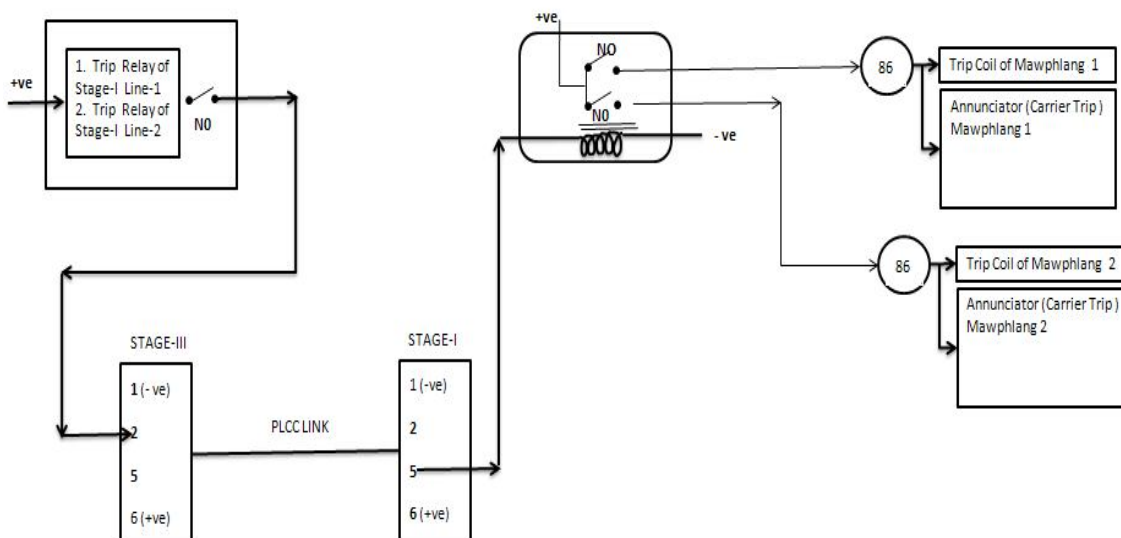 +ve
1. Trip Relay of
Stage-I Line-1
2. Trip Relay of
Stage-I Line-2
N0
+ve
NO
N0
- ve
86
Trip Coil of Mawphlang 1
Annunciator (Carrier Trip )
Mawphlang 1
86
Trip Coil of Mawphlang 2
Annunciator (Carrier Trip )
Mawphlang 2
STAGE-III
1 (- ve)
2
5
6 (+ve)
PLCC LINK
STAGE-I
1 (-ve)
2
5
6 (+ve)